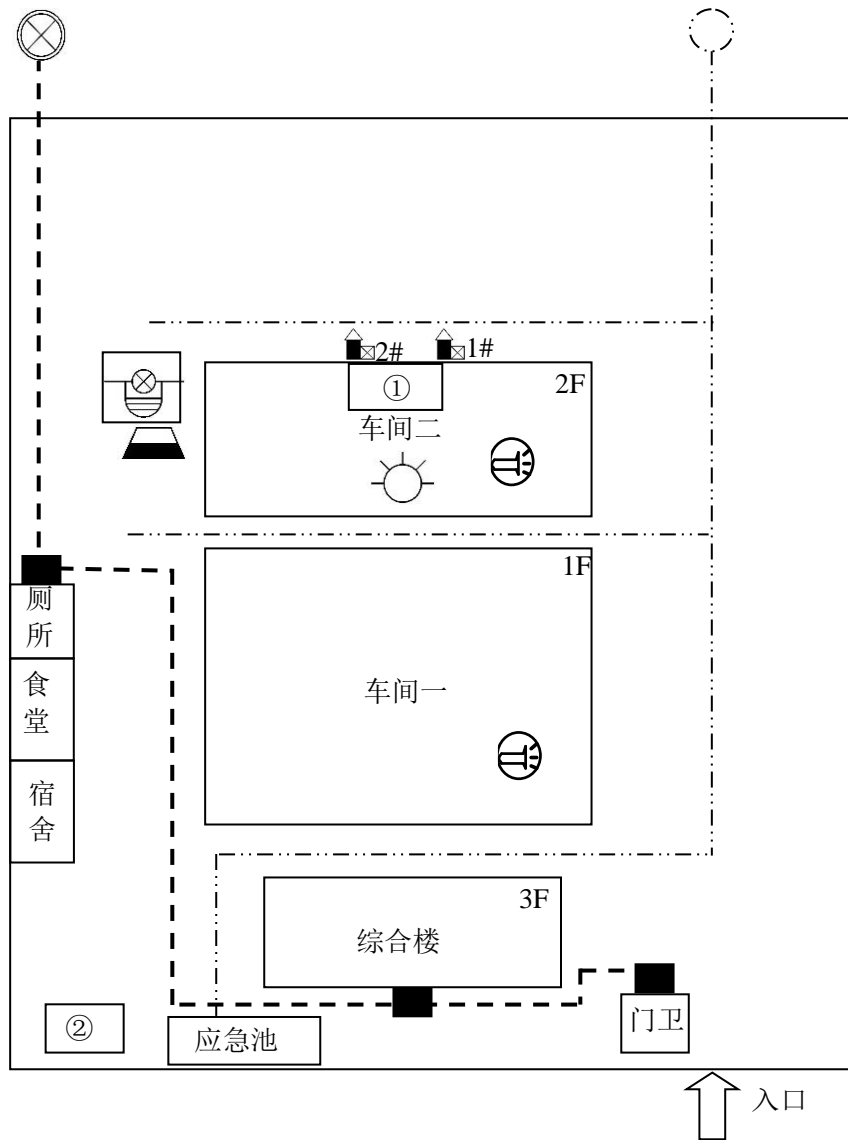 2#
1#
①
2F
车间二
1F
厕
所
食
堂
车间一
宿
舍
3F
综合楼
②
应急池
门卫
入口